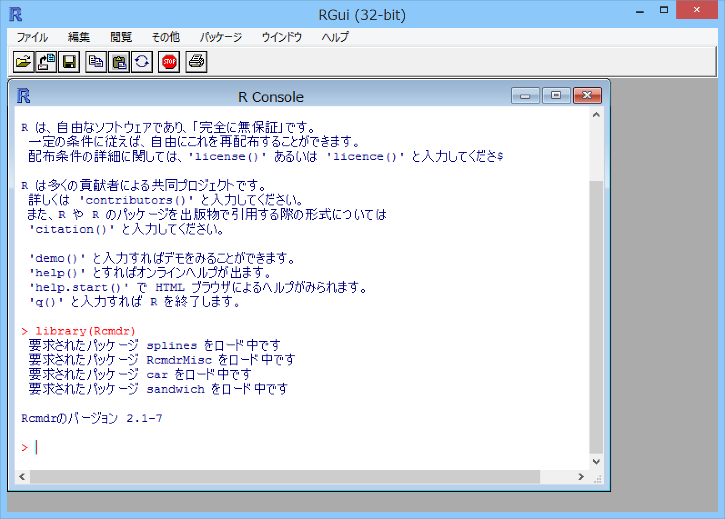 RGui (32-bit)
ファイル 編集 閲覧 その他 パッケージ ウインドウ ヘルプ
STOP
R Console
R は、自由なソフトウェアであり、「完全に無保証」です。
一定の条件に従えば、自由にこれを再配布することができます。
配布条件の詳細に関しては、'license()' あるいは 'licence()' と入力してくださ$
R は多くの貢献者による共同プロジェクトです。
詳しくは 'contributors()' と入力してください。
また、R や R のパッケージを出版物で引用する際の形式については
'citation()' と入力してください。
'demo()' と入力すればデモをみることができます。
'help()' とすればオンラインヘルプが出ます。
'help.start()' で HTML ブラウザによるヘルプがみられます。
'q()' と入力すれば R を終了します。
> library(Rcmdr)
要求されたパッケージ splines をロード中です
要求されたパッケージ RcmdrMisc をロード中です
要求されたパッケージ car をロード中です
要求されたパッケージ sandwich をロード中です
Rcmdrのバージョン 2.1-7
>